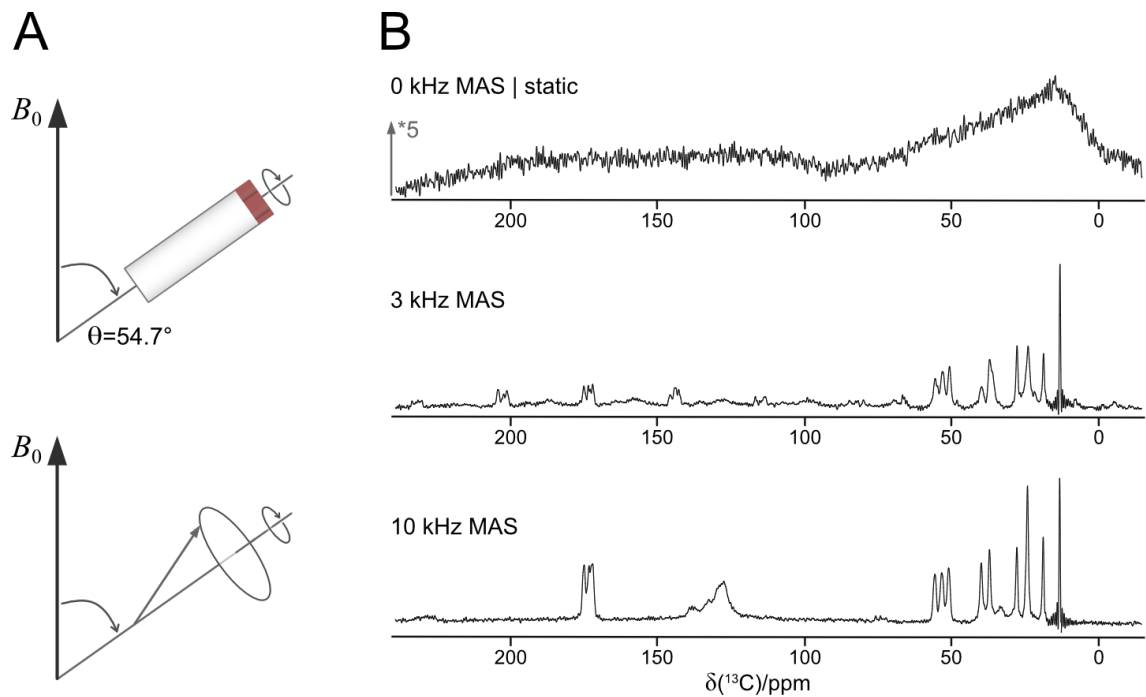 A
B₀
θ=54.7°
B₀
B
0 kHz MAS | static
*5
200 150 100 50 0
3 kHz MAS
200 150 100 50 0
10 kHz MAS
200 150 100 50 0
δ(¹³C)/ppm